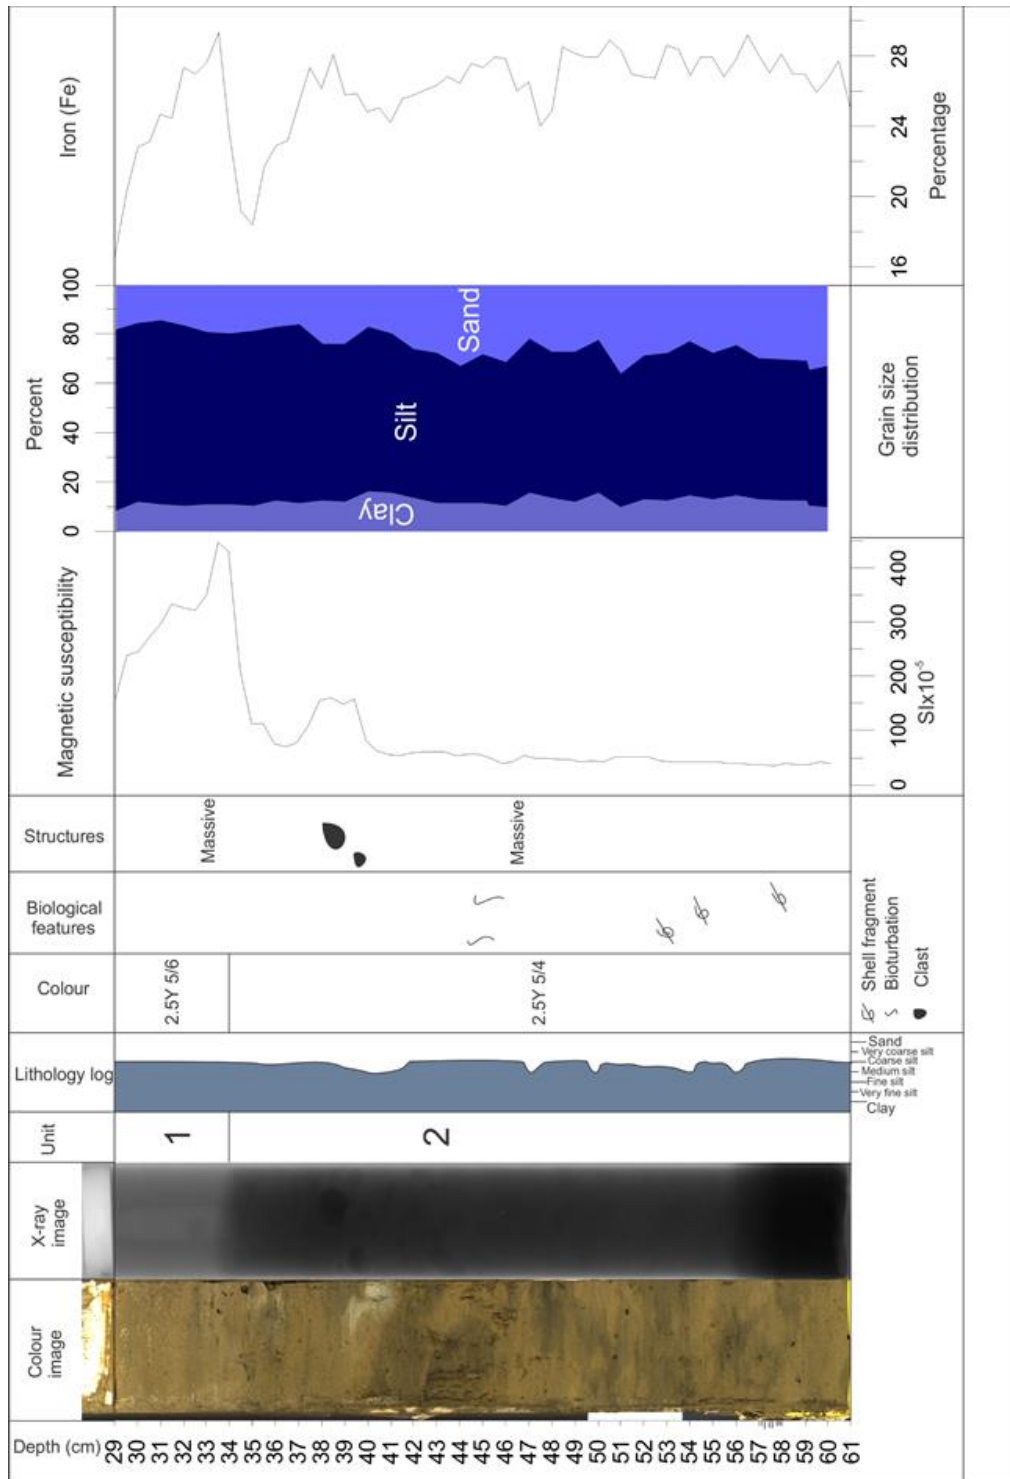 Iron (Fe)
28
24
20
16
Percentage
Percent
0
20
40
60
80
100
Sand
Silt
Clay
Grain size
distribution
Magnetic susceptibility
400
300
200
100
0
SIx10⁻⁵
Structures
Massive
Massive
Biological
features
Shell fragment
Bioturbation
Clast
Colour
2.5Y 5/6
2.5Y 5/4
Lithology log
Sand
Very coarse silt
Coarse silt
Medium silt
Fine silt
Very fine silt
Clay
Unit
1
2
X-ray
image
Colour
image
Depth (cm)
29
30
31
32
33
34
35
36
37
38
39
40
41
42
43
44
45
46
47
48
49
50
51
52
53
54
55
56
57
58
59
60
61